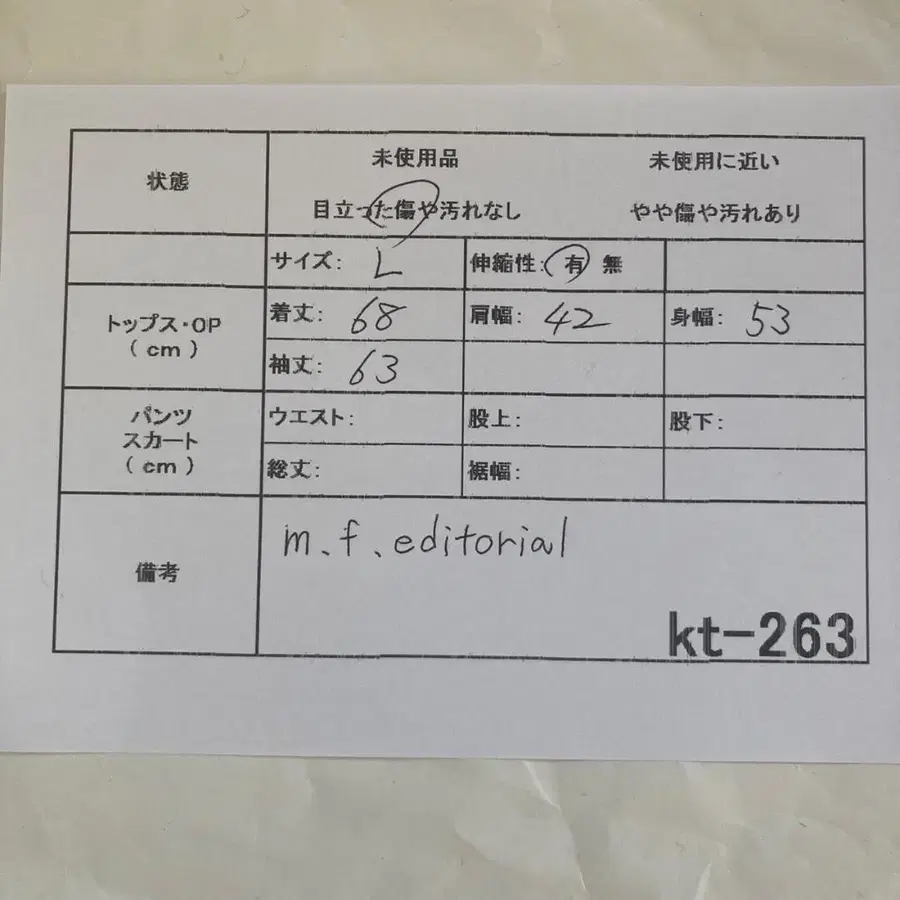 状態
未使用品 未使用に近い
目立った傷や汚れなし やや傷や汚れあり
サイズ: L 伸縮性: 有 無
トップス・OP
(cm)
着丈: 68 肩幅: 42 身幅: 53
袖丈: 63
パンツ
スカート
(cm)
ウエスト: 股上: 股下:
総丈: 裾幅:
備考
m.f.editorial
kt-263